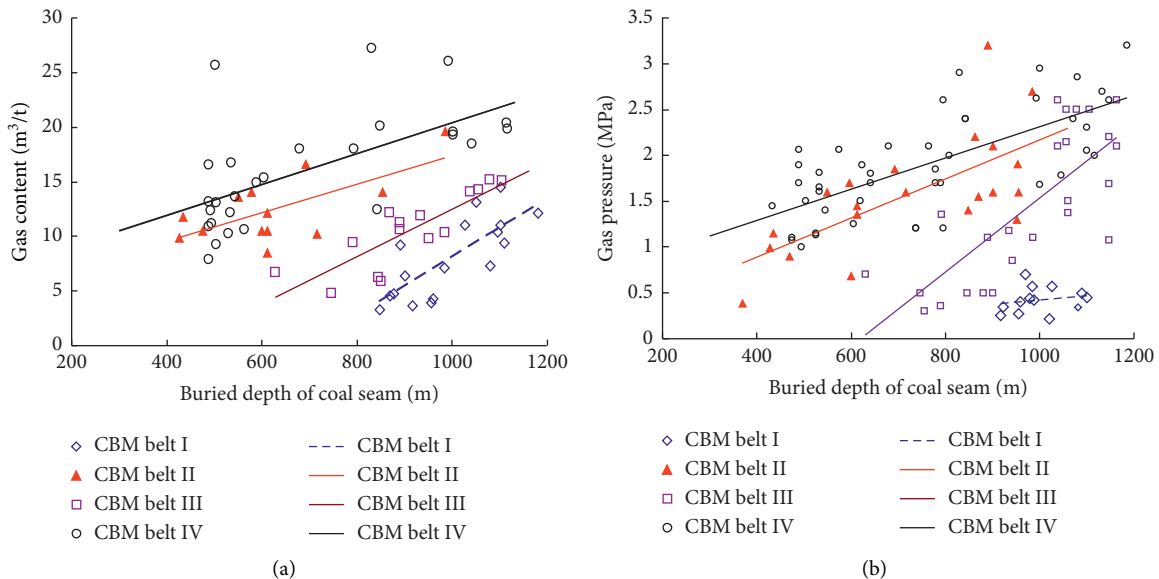 30
25
20
15
10
5
0
Gas content (m³/t)
200 400 600 800 1000 1200
Buried depth of coal seam (m)
CBM belt I
CBM belt II
CBM belt III
CBM belt IV
CBM belt I
CBM belt II
CBM belt III
CBM belt IV
(a)
3.5
3
2.5
2
1.5
1
0.5
0
Gas pressure (MPa)
200 400 600 800 1000 1200
Buried depth of coal seam (m)
CBM belt I
CBM belt II
CBM belt III
CBM belt IV
CBM belt I
CBM belt II
CBM belt III
CBM belt IV
(b)